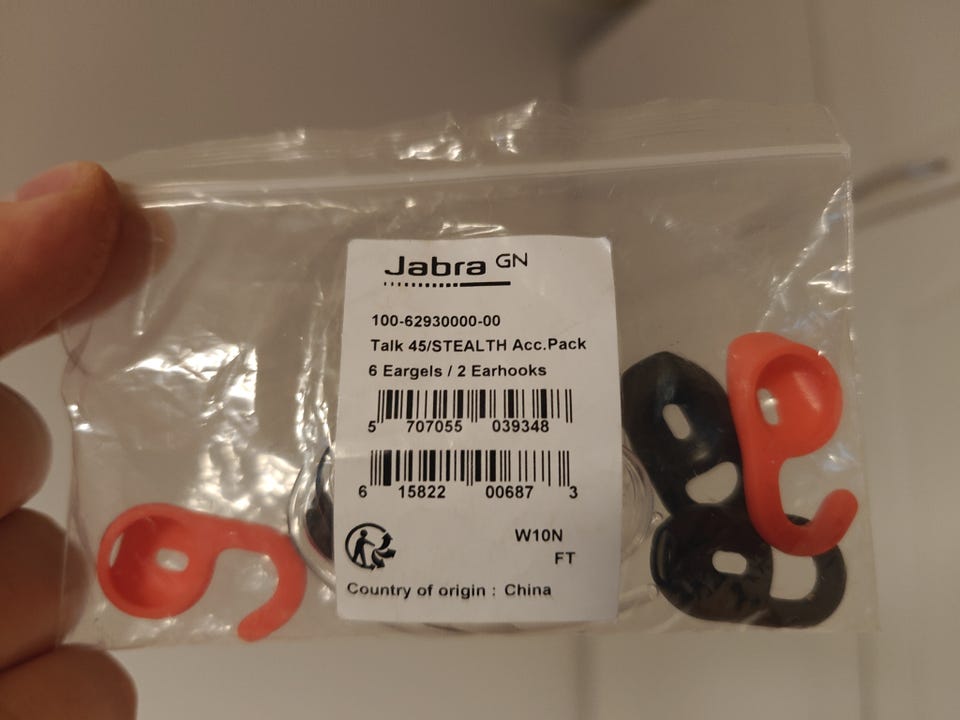 Jabra GN
100-62930000-00
Talk 45/STEALTH Acc.Pack
6 Eargels / 2 Earhooks
5 707055 039348
6 15822 00687 3
W10N
FT
Country of origin : China